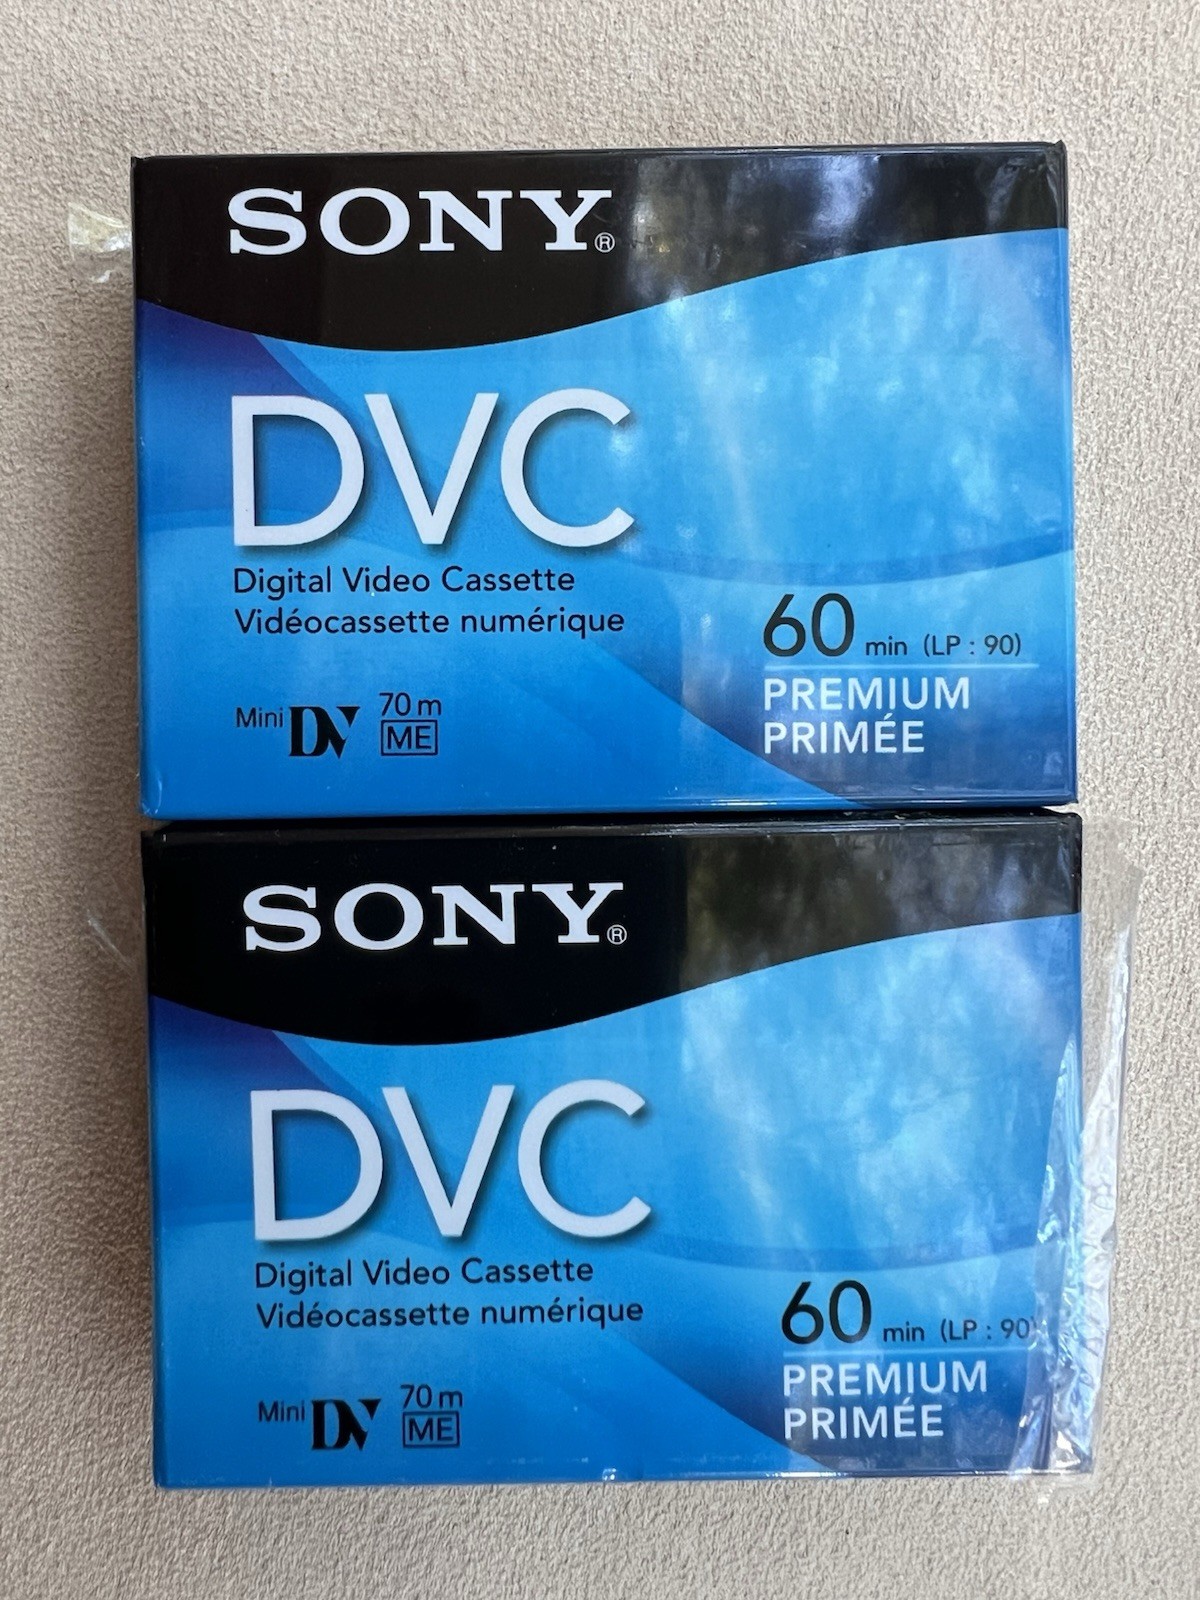 SONY®
DVC
Digital Video Cassette
Vidéocassette numérique
60 min (LP : 90)
PREMIUM
PRIMÉE
Mini DV 70 m
ME
SONY®
DVC
Digital Video Cassette
Vidéocassette numérique
60 min (LP : 90)
PREMIUM
PRIMÉE
Mini DV 70 m
ME